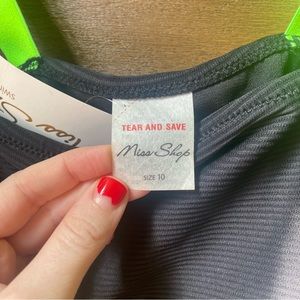 TEAR AND SAVE
Miss Shop
SIZE 10